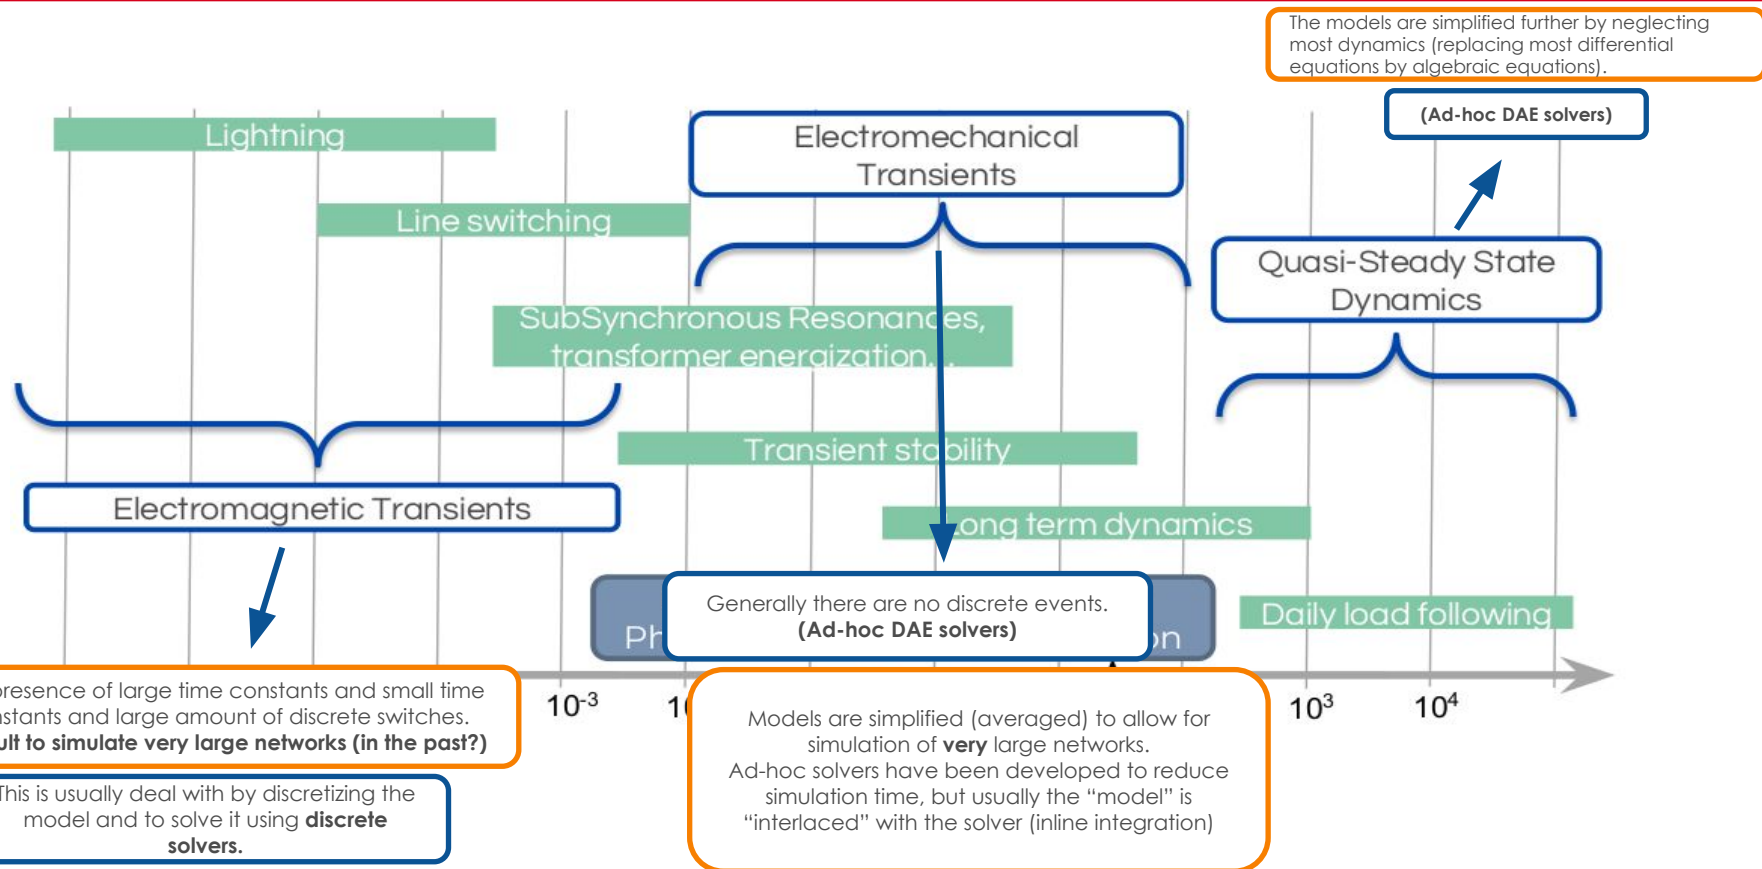 The models are simplified further by neglecting
most dynamics (replacing most differential
equations by algebraic equations).
(Ad-hoc DAE solvers)
Lightning
Electromechanical
Transients
Line switching
Quasi-Steady State
Dynamics
SubSynchronous Resonances,
transformer energization...
Transient stability
Electromagnetic Transients
Long term dynamics
Generally there are no discrete events.
(Ad-hoc DAE solvers)
Daily load following
presence of large time constants and small time
and large amount of discrete switches.
to simulate very large networks (in the past?)
10-3
103
104
Models are simplified (averaged) to allow for
simulation of very large networks.
Ad-hoc solvers have been developed to reduce
simulation time, but usually the “model” is
“interlaced” with the solver (inline integration)
This is usually deal with by discretizing the
model and to solve it using discrete
solvers.